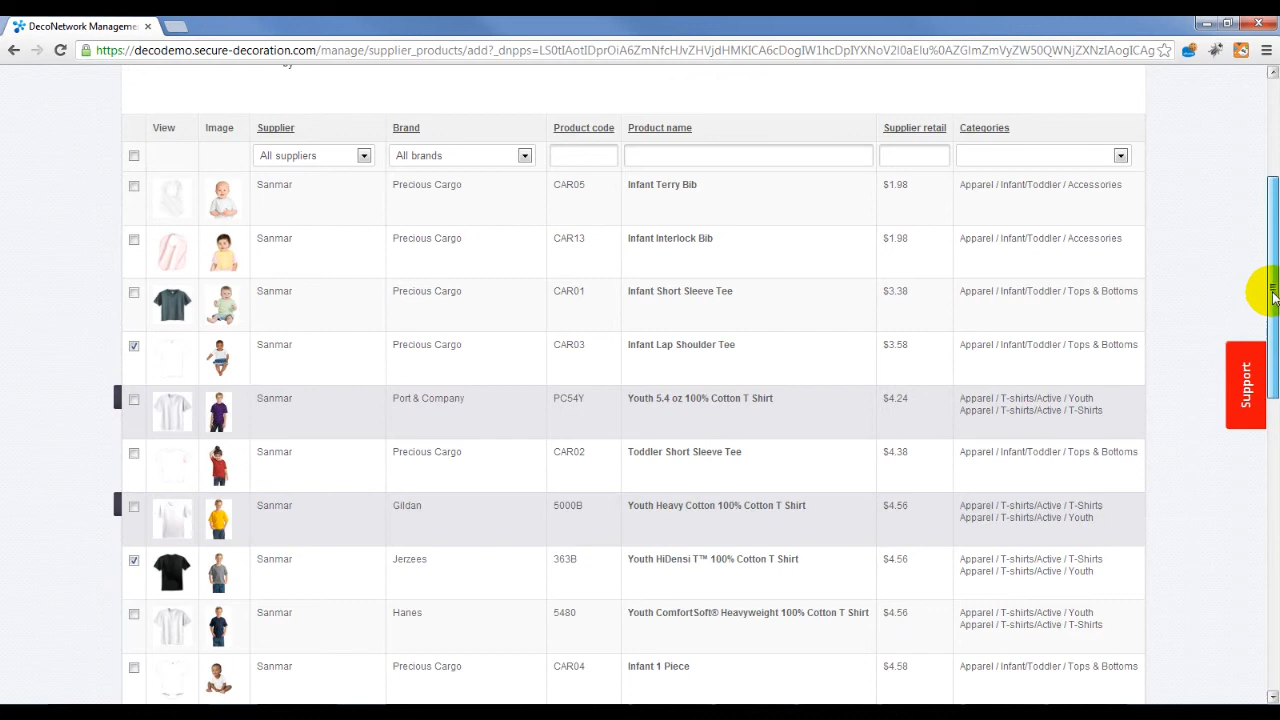 DecoNetwork Manageme
https://decodemo.secure-decoration.com/manage/supplier_products/add?_dnpps=
View Image Supplier Brand Product code Product name Supplier retail Categories
All suppliers All brands
Sanmar Precious Cargo CAR05 Infant Terry Bib $1.98 Apparel / Infant/Toddler / Accessories
Sanmar Precious Cargo CAR13 Infant Interlock Bib $1.98 Apparel / Infant/Toddler / Accessories
Sanmar Precious Cargo CAR01 Infant Short Sleeve Tee $3.38 Apparel / Infant/Toddler / Tops & Bottoms
Sanmar Precious Cargo CAR03 Infant Lap Shoulder Tee $3.58 Apparel / Infant/Toddler / Tops & Bottoms
Support
Sanmar Port & Company PC54Y Youth 5.4 oz 100% Cotton T Shirt $4.24 Apparel / T-shirts/Active / Youth
Apparel / T-shirts/Active / T-Shirts
Sanmar Precious Cargo CAR02 Toddler Short Sleeve Tee $4.38 Apparel / Infant/Toddler / Tops & Bottoms
Sanmar Gildan 5000B Youth Heavy Cotton 100% Cotton T Shirt $4.56 Apparel / T-shirts/Active / T-Shirts
Apparel / T-shirts/Active / Youth
Sanmar Jerzees 363B Youth HiDensi T™ 100% Cotton T Shirt $4.56 Apparel / T-shirts/Active / T-Shirts
Apparel / T-shirts/Active / Youth
Sanmar Hanes 5480 Youth ComfortSoft® Heavyweight 100% Cotton T Shirt $4.56 Apparel / T-shirts/Active / Youth
Apparel / T-shirts/Active / T-Shirts
Sanmar Precious Cargo CAR04 Infant 1 Piece $4.58 Apparel / Infant/Toddler / Tops & Bottoms